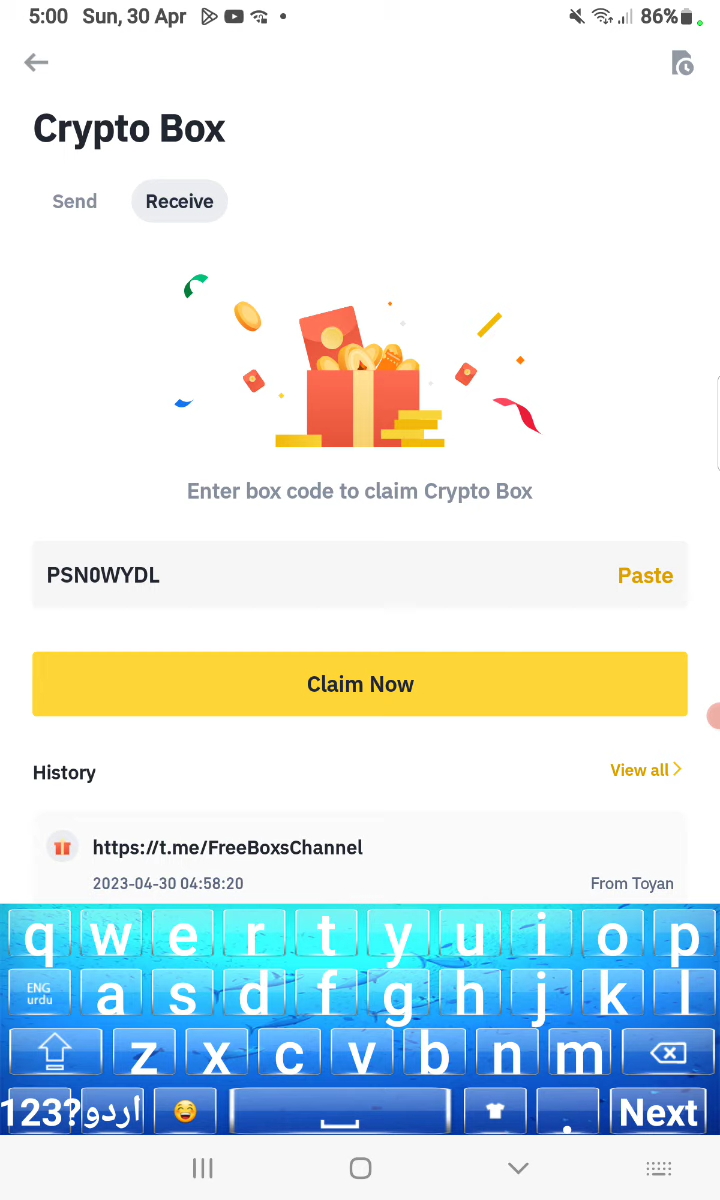 5:00 Sun, 30 Apr 86%
Crypto Box
Send Receive
Enter box code to claim Crypto Box
PSN0WYDL Paste
Claim Now
History View all
https://t.me/FreeBoxsChannel
2023-04-30 04:58:20 From Toyan
q w e r t y u i o p
ENG
urdu
a s d f g h j k l
z x c v b n m
123? اردو . Next